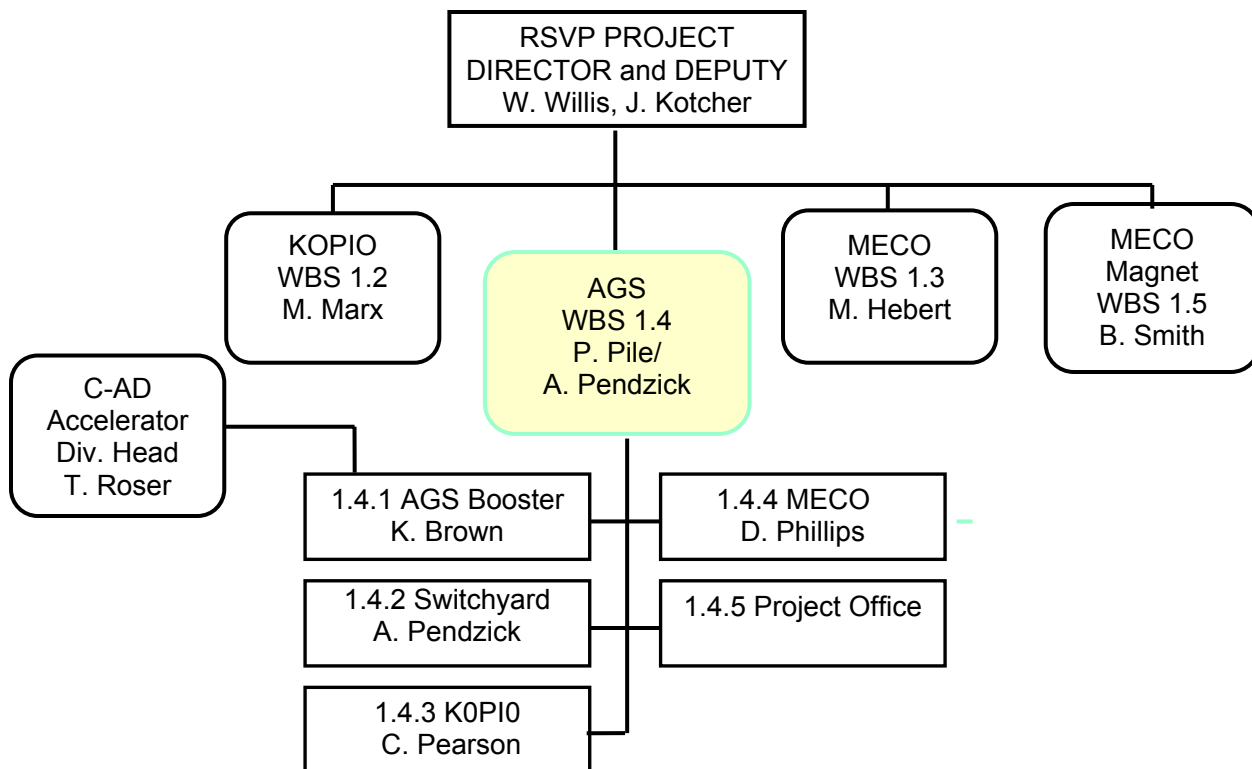 RSVP PROJECT
DIRECTOR and DEPUTY
W. Willis, J. Kotcher
KOPIO
WBS 1.2
M. Marx
AGS
WBS 1.4
P. Pile/
A. Pendzick
MECO
WBS 1.3
M. Hebert
MECO
Magnet
WBS 1.5
B. Smith
C-AD
Accelerator
Div. Head
T. Roser
1.4.1 AGS Booster
K. Brown
1.4.4 MECO
D. Phillips
1.4.2 Switchyard
A. Pendzick
1.4.5 Project Office
1.4.3 K0PI0
C. Pearson